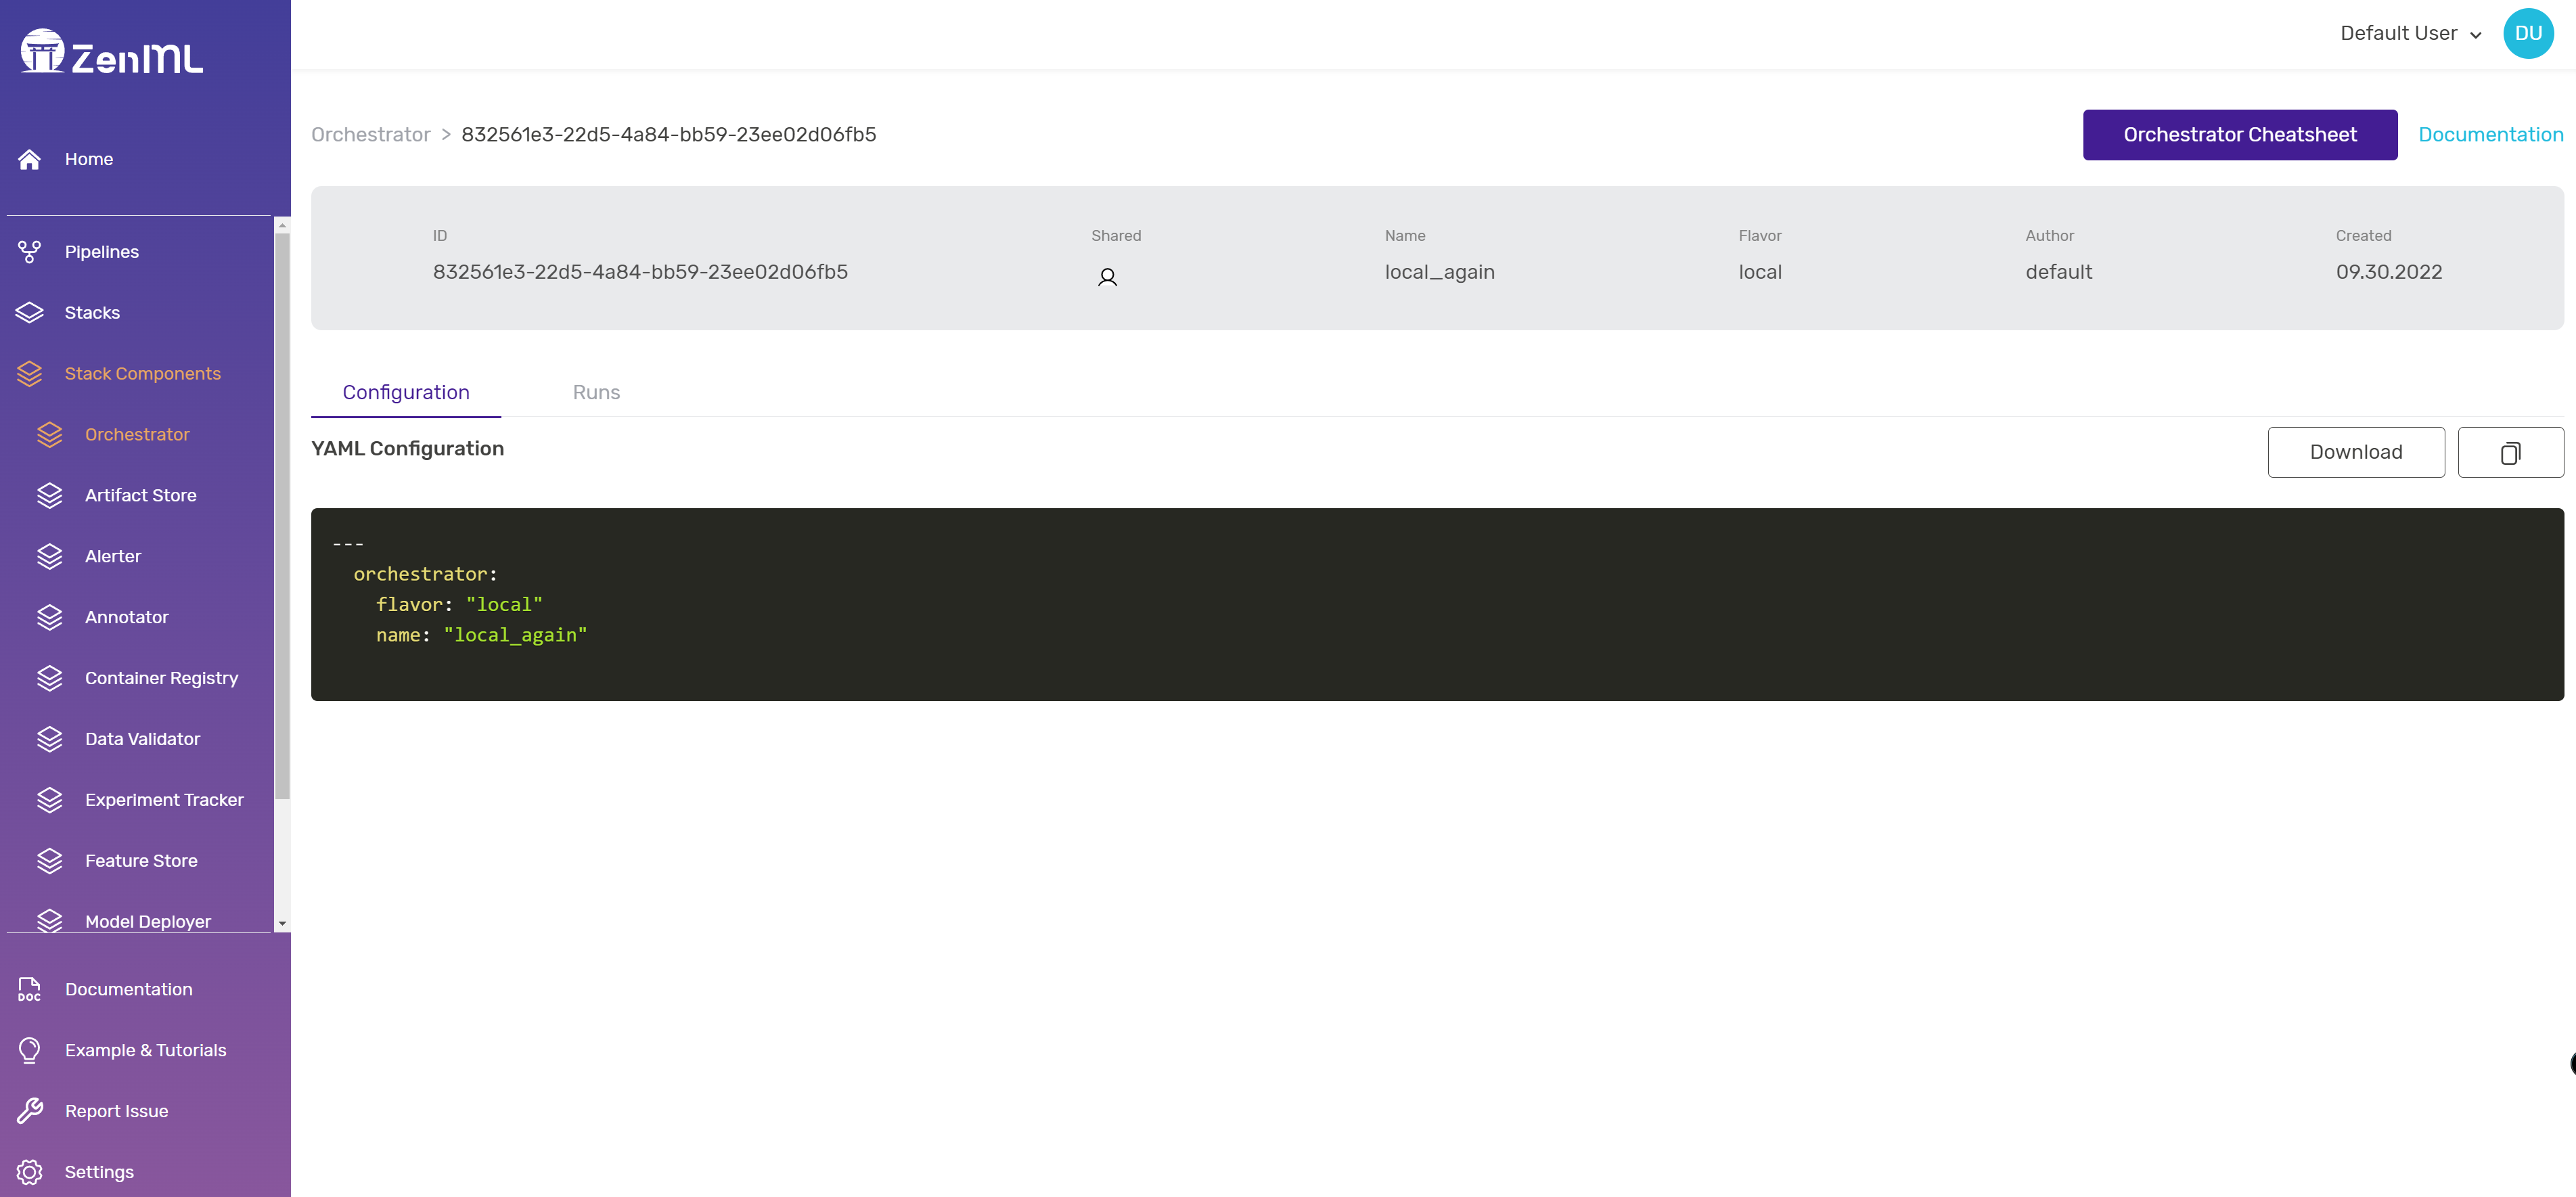 ZenML
Default User
DU
Home
Pipelines
Stacks
Stack Components
Orchestrator
Artifact Store
Alerter
Annotator
Container Registry
Data Validator
Experiment Tracker
Feature Store
Model Deployer
DOC
Documentation
Example & Tutorials
Report Issue
Settings
Orchestrator > 832561e3-22d5-4a84-bb59-23ee02d06fb5
Orchestrator Cheatsheet
Documentation
ID Shared Name Flavor Author Created
832561e3-22d5-4a84-bb59-23ee02d06fb5 local_again local default 09.30.2022
Configuration Runs
YAML Configuration
Download
---
orchestrator:
flavor: "local"
name: "local_again"